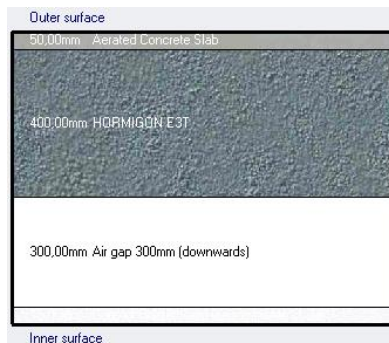 Outer surface
50,00mm Aerated Concrete Slab
400,00mm HORMIGON E3T
300,00mm Air gap 300mm (downwards)
Inner surface